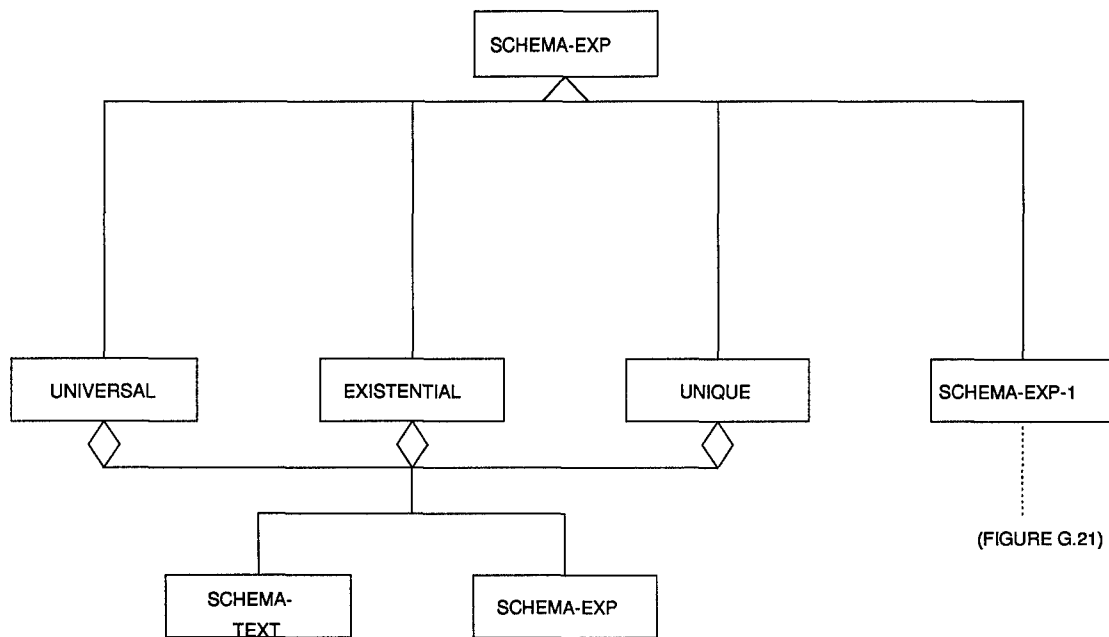 SCHEMA-EXP
UNIVERSAL
EXISTENTIAL
UNIQUE
SCHEMA-EXP-1
(FIGURE G.21)
SCHEMA-
TEXT
SCHEMA-EXP